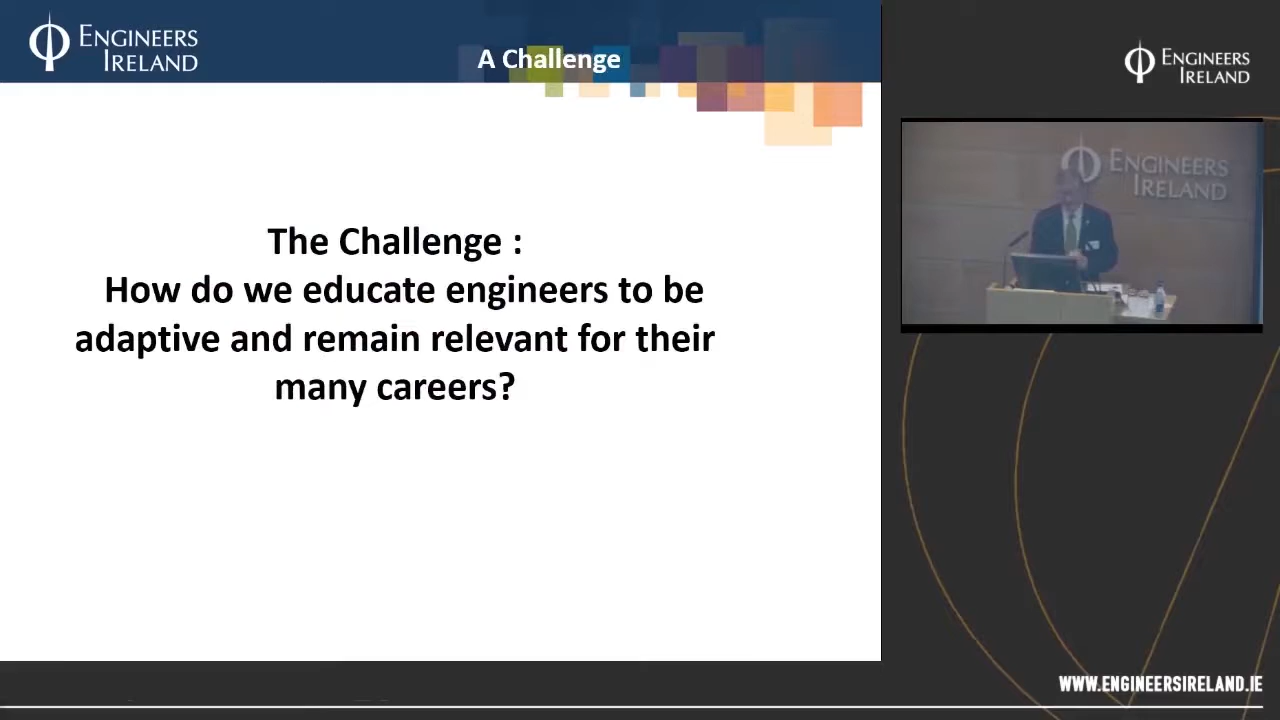 ENGINEERS
IRELAND
A Challenge
The Challenge :
How do we educate engineers to be
adaptive and remain relevant for their
many careers?
ENGINEERS
IRELAND
ENGINEERS
IRELAND
WWW.ENGINEERSIRELAND.IE